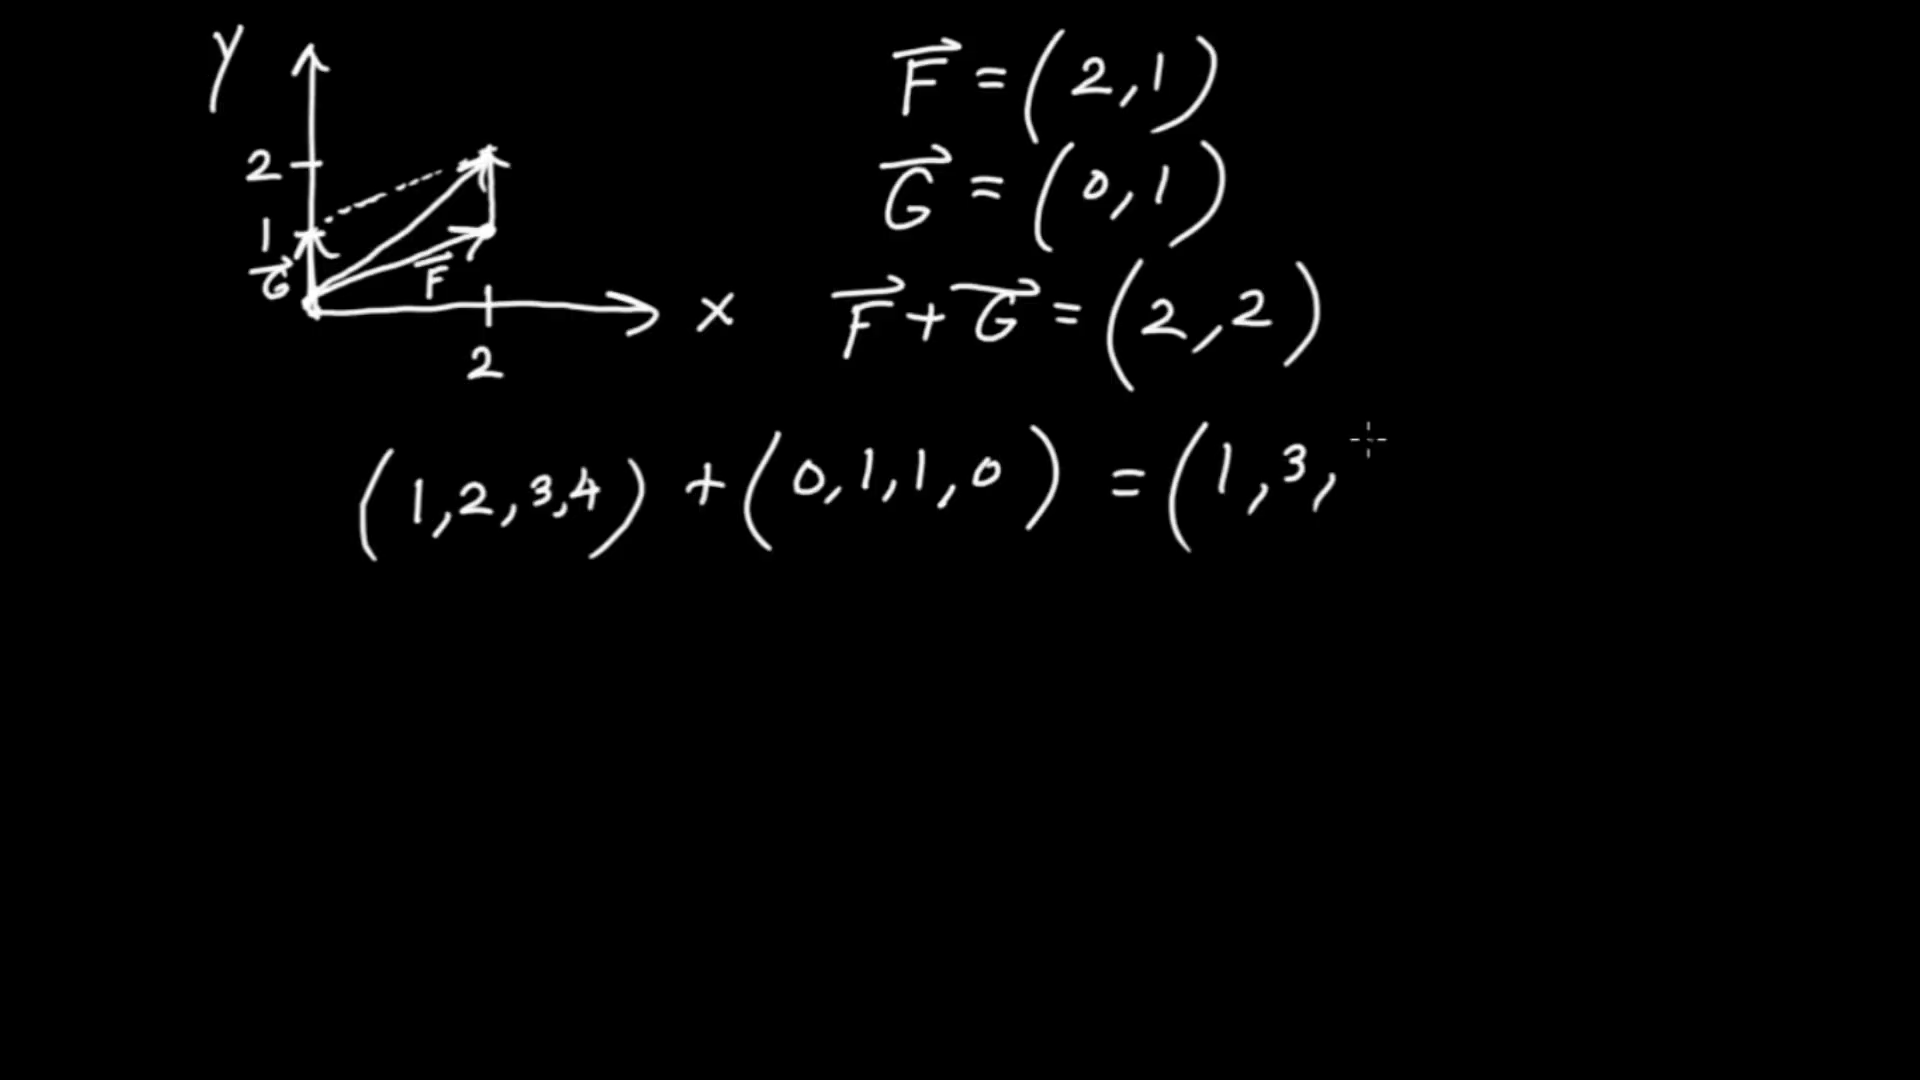 y
2
1
G
F
x
2
F = (2,1)
G = (0,1)
F + G = (2,2)
(1,2,3,4) + (0,1,1,0) = (1,3,